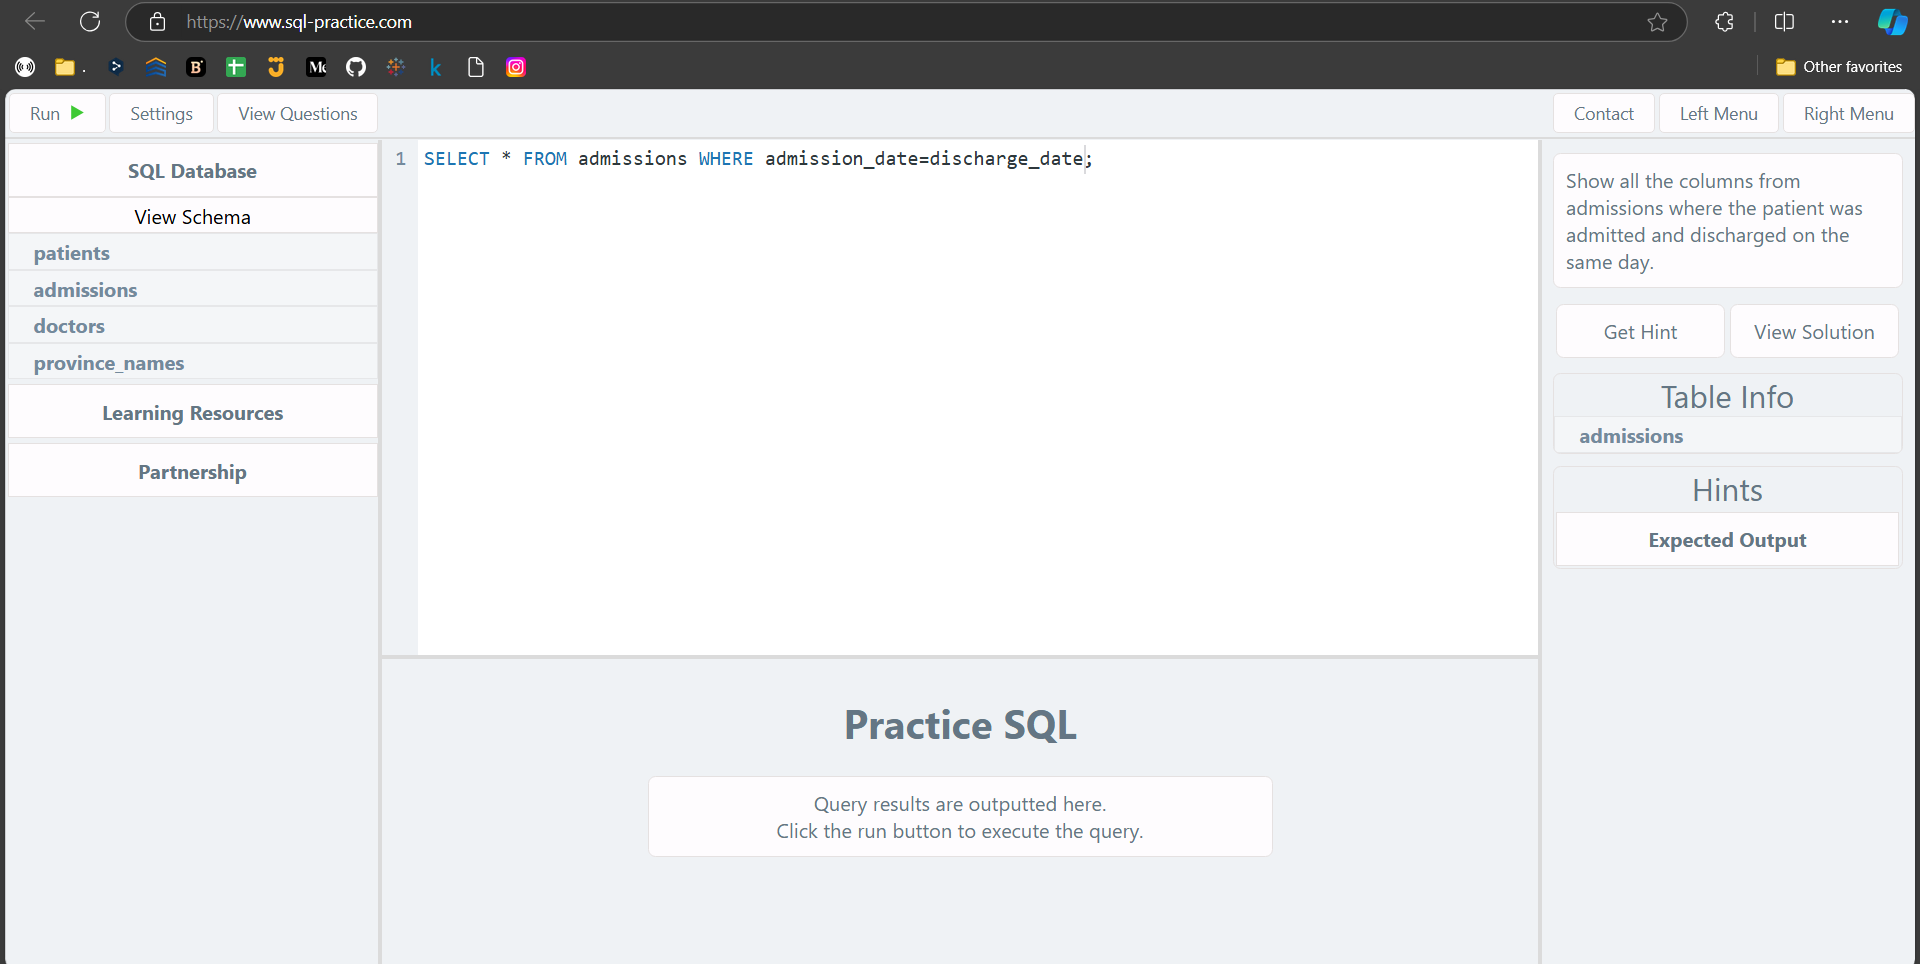 https://www.sql-practice.com
.
B
Me
k
Other favorites
Run
Settings
View Questions
Contact
Left Menu
Right Menu
SQL Database
View Schema
patients
admissions
doctors
province_names
Learning Resources
Partnership
1 SELECT * FROM admissions WHERE admission_date=discharge_date;
Practice SQL
Query results are outputted here.
Click the run button to execute the query.
Show all the columns from
admissions where the patient was
admitted and discharged on the
same day.
Get Hint
View Solution
Table Info
admissions
Hints
Expected Output